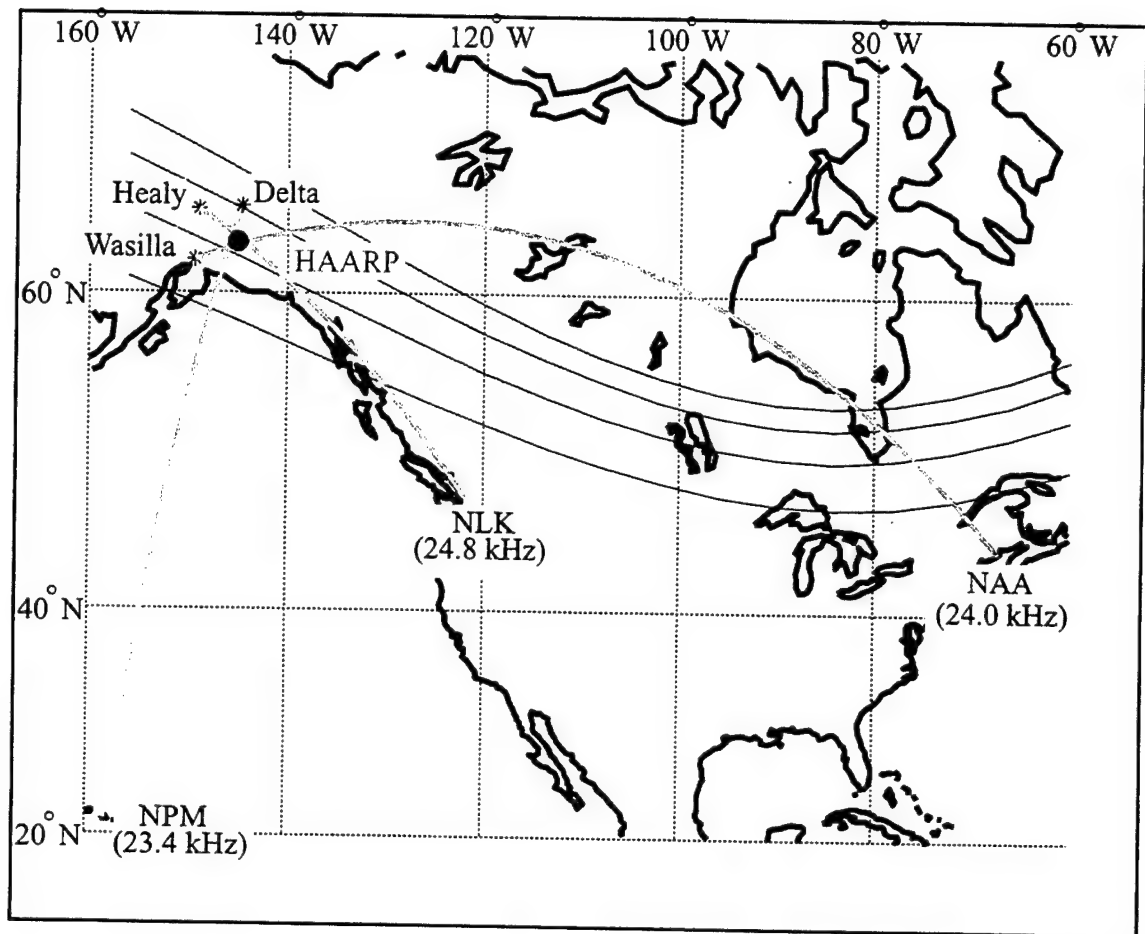 160° W 140° W 120° W 100° W 80° W 60° W
Healy
Delta
Wasilla
HAARP
60° N
NLK
(24.8 kHz)
NAA
(24.0 kHz)
40° N
NPM
(23.4 kHz)
20° N